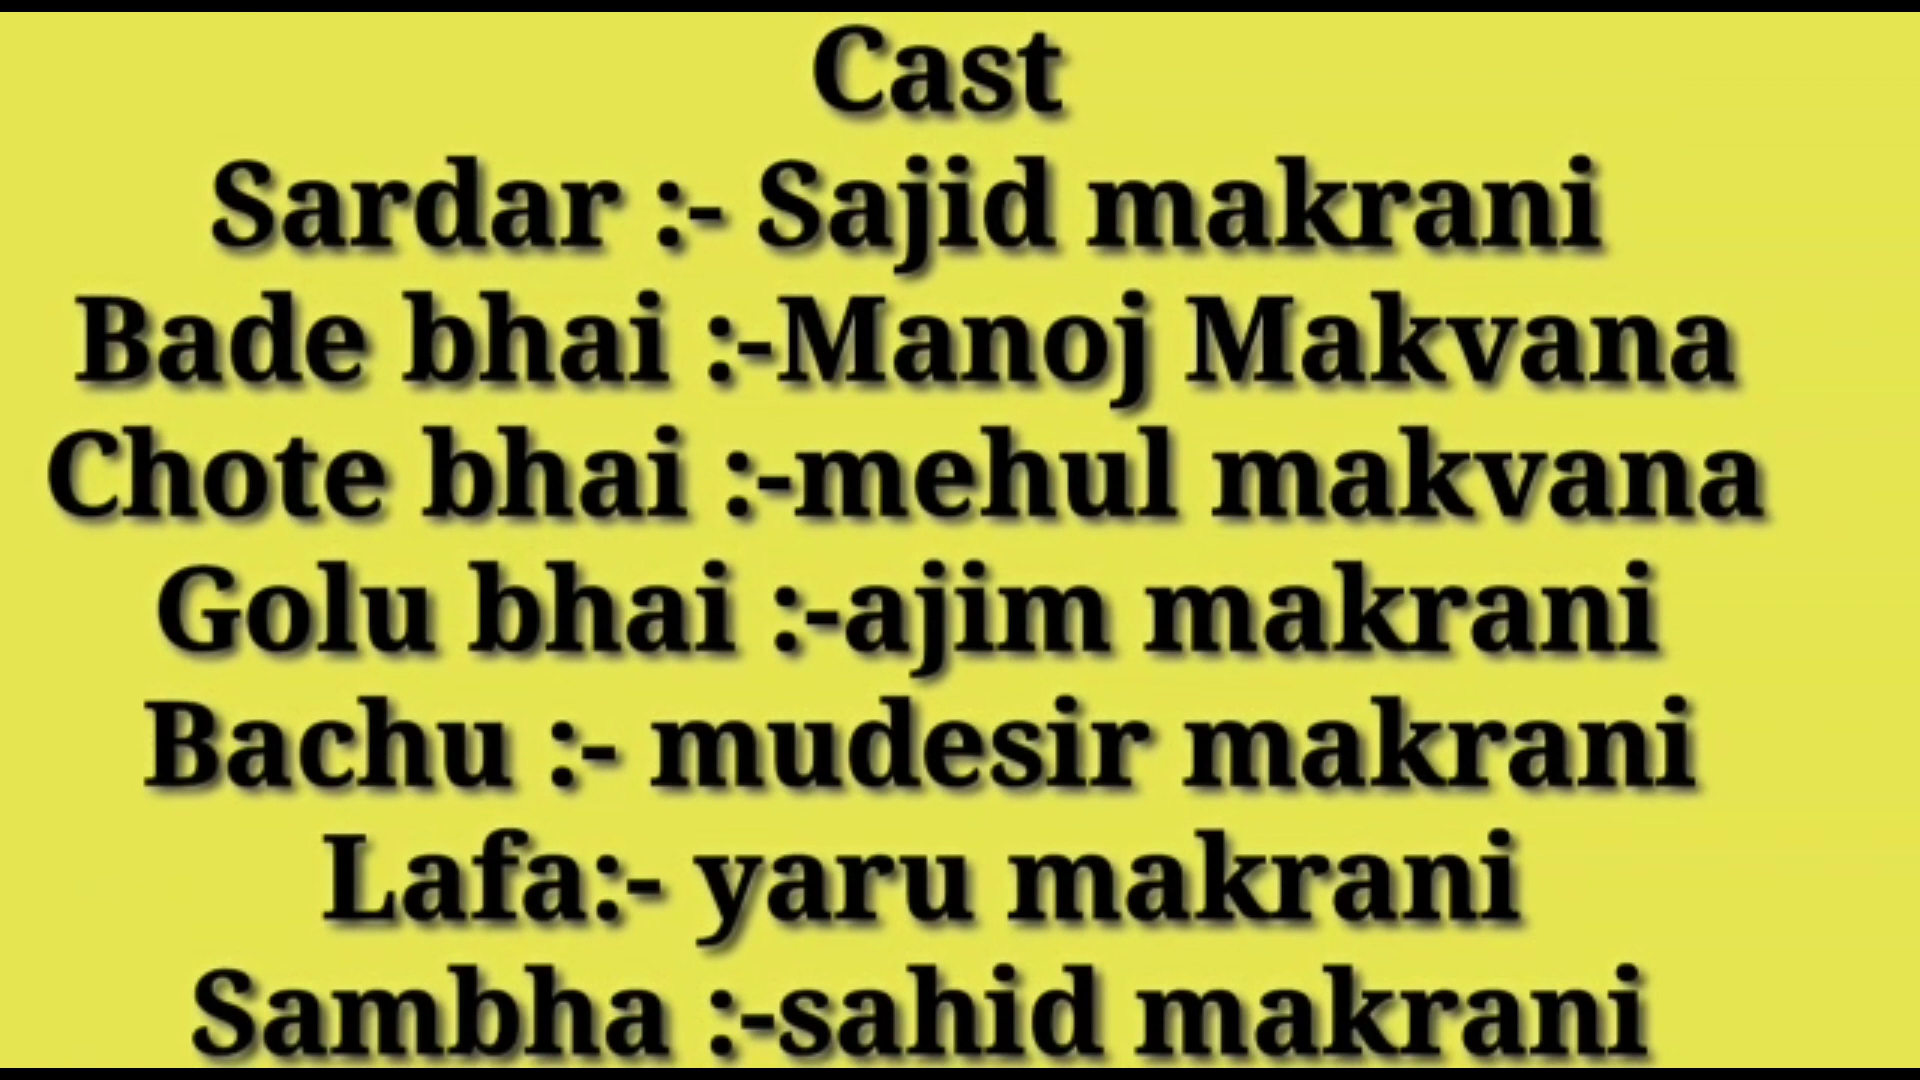 Cast
Sardar :- Sajid makrani
Bade bhai :-Manoj Makvana
Chote bhai :-mehul makvana
Golu bhai :-ajim makrani
Bachu :- mudesir makrani
Lafa:- yaru makrani
Sambha :-sahid makrani